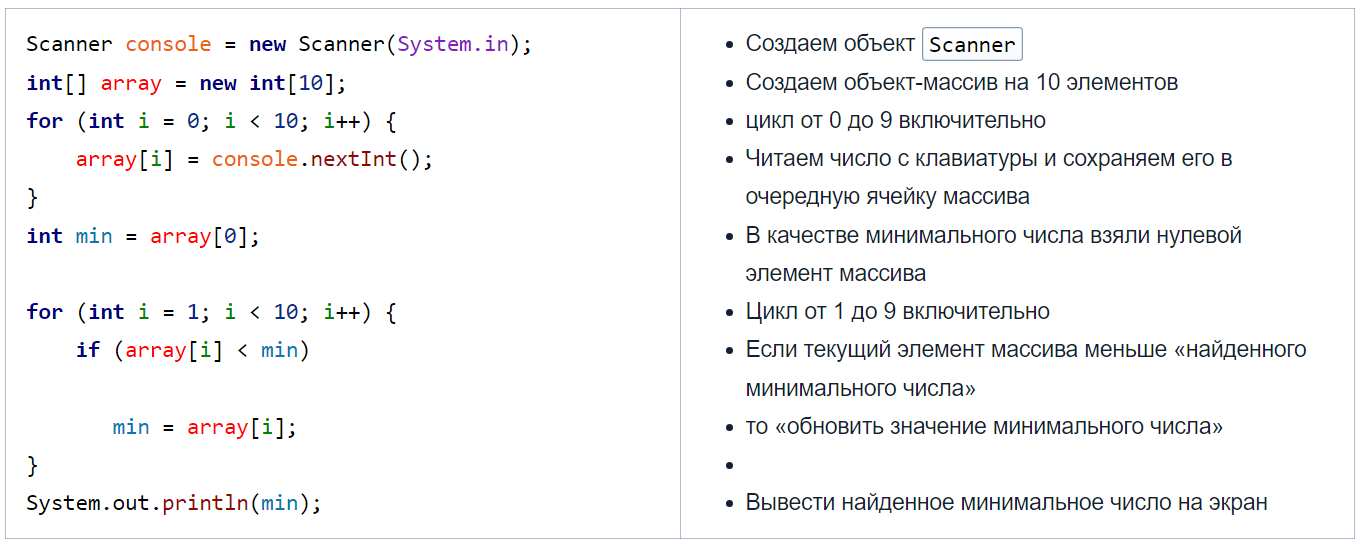 Scanner console = new Scanner(System.in);
int[] array = new int[10];
for (int i = 0; i < 10; i++) {
    array[i] = console.nextInt();
}
int min = array[0];

for (int i = 1; i < 10; i++) {
    if (array[i] < min)

       min = array[i];
}
System.out.println(min);
• Создаем объект Scanner
• Создаем объект-массив на 10 элементов
• цикл от 0 до 9 включительно
• Читаем число с клавиатуры и сохраняем его в
очередную ячейку массива
• В качестве минимального числа взяли нулевой
элемент массива
• Цикл от 1 до 9 включительно
• Если текущий элемент массива меньше «найденного
минимального числа»
• то «обновить значение минимального числа»
•
• Вывести найденное минимальное число на экран